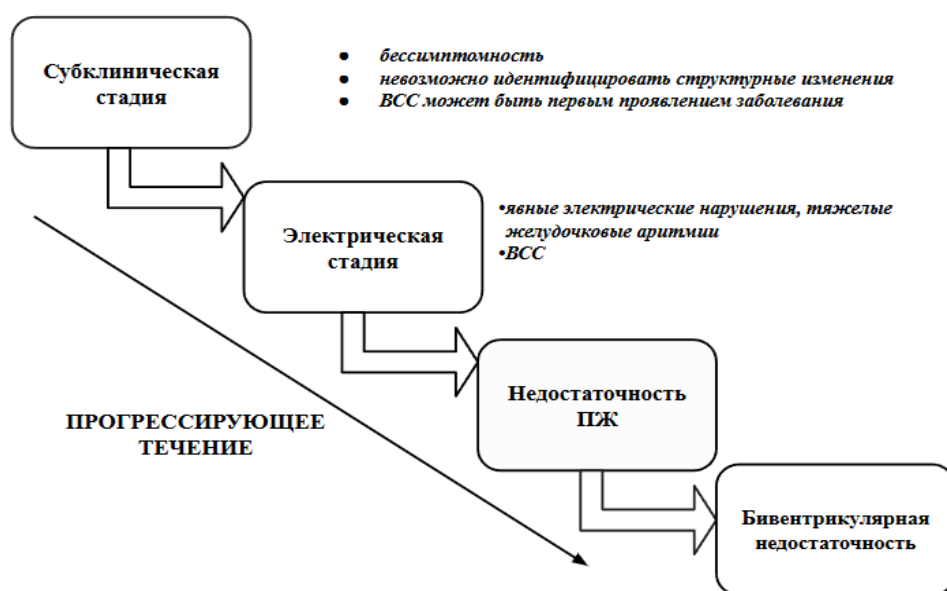 Субклиническая
стадия
● бессимптомность
● невозможно идентифицировать структурные изменения
● ВСС может быть первым проявлением заболевания
Электрическая
стадия
•явные электрические нарушения, тяжелые
желудочковые аритмии
•ВСС
Недостаточность
ПЖ
ПРОГРЕССИРУЮЩЕЕ
ТЕЧЕНИЕ
Бивентрикулярная
недостаточность